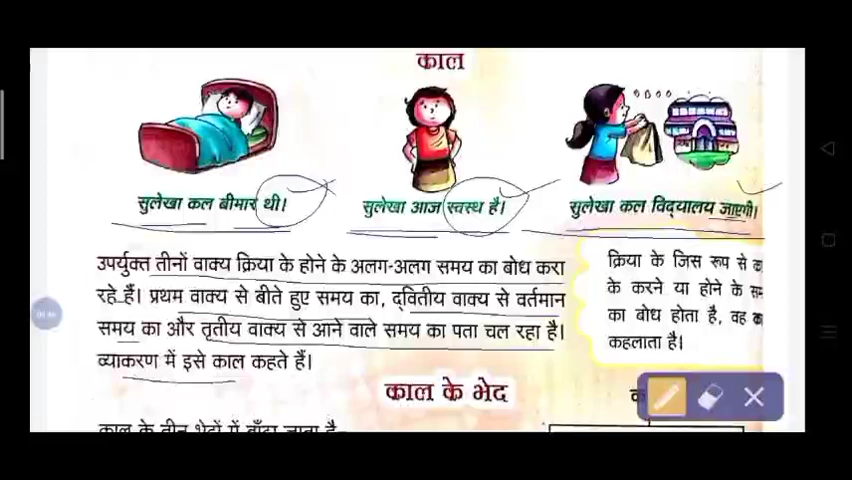 काल
सुलेखा कल बीमार थी।
सुलेखा आज स्वस्थ है।
सुलेखा कल विद्यालय जाएगी।
उपर्युक्त तीनों वाक्य क्रिया के होने के अलग-अलग समय का बोध करा
रहे हैं। प्रथम वाक्य से बीते हुए समय का, द्वितीय वाक्य से वर्तमान
समय का और तृतीय वाक्य से आने वाले समय का पता चल रहा है।
व्याकरण में इसे काल कहते हैं।
क्रिया के जिस रूप से
के करने या होने के
का बोध होता है, वह
कहलाता है।
काल के भेद
काल के तीन भेदों में बाँटा जाता है–